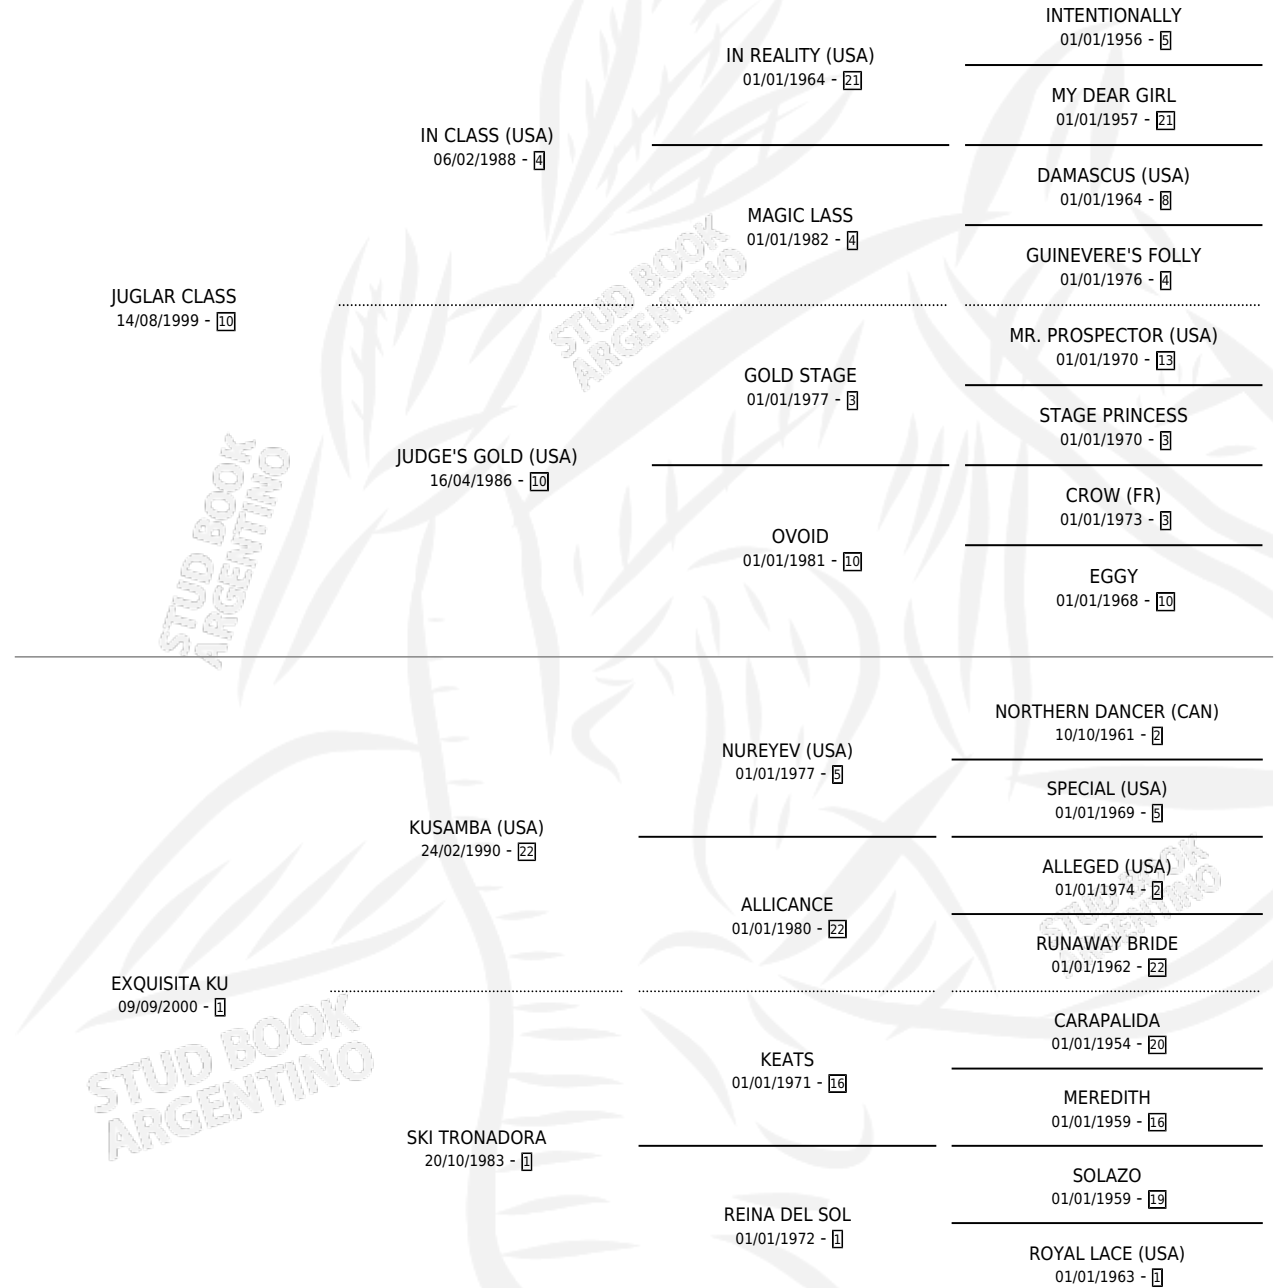 INTENTIONALLY
01/01/1956 - 5
IN REALITY (USA)
01/01/1964 - 21
MY DEAR GIRL
01/01/1957 - 21
IN CLASS (USA)
06/02/1988 - 4
DAMASCUS (USA)
01/01/1964 - 8
MAGIC LASS
01/01/1982 - 4
GUINEVERE'S FOLLY
01/01/1976 - 4
JUGLAR CLASS
14/08/1999 - 10
MR. PROSPECTOR (USA)
01/01/1970 - 13
GOLD STAGE
01/01/1977 - 3
STAGE PRINCESS
01/01/1970 - 3
JUDGE'S GOLD (USA)
16/04/1986 - 10
CROW (FR)
01/01/1973 - 3
OVOID
01/01/1981 - 10
EGGY
01/01/1968 - 10
NORTHERN DANCER (CAN)
10/10/1961 - 2
NUREYEV (USA)
01/01/1977 - 5
SPECIAL (USA)
01/01/1969 - 5
KUSAMBA (USA)
24/02/1990 - 22
ALLEGED (USA)
01/01/1974 - 2
ALLICANCE
01/01/1980 - 22
RUNAWAY BRIDE
01/01/1962 - 22
EXQUISITA KU
09/09/2000 - 1
CARAPALIDA
01/01/1954 - 20
KEATS
01/01/1971 - 16
MEREDITH
01/01/1959 - 16
SKI TRONADORA
20/10/1983 - 1
SOLAZO
01/01/1959 - 19
REINA DEL SOL
01/01/1972 - 1
ROYAL LACE (USA)
01/01/1963 - 1
STUD BOOK
ARGENTINO
STUD BOOK
ARGENTINO
STUD BOOK
ARGENTINO
STUD BOOK
ARGENTINO